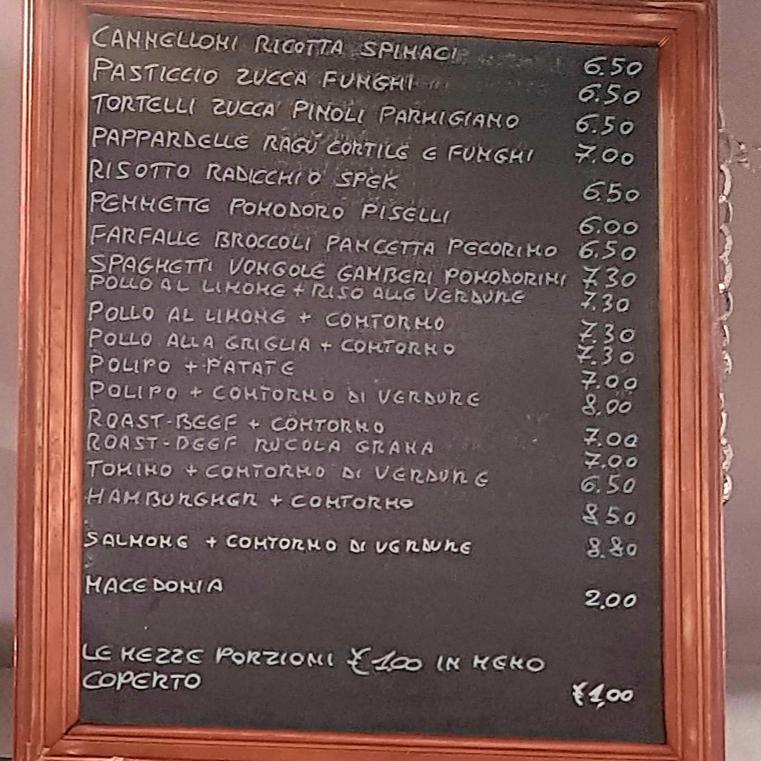 CANNELLONI RICOTTA SPINACI 6.50
PASTICCIO ZUCCA FUNGHI 6.50
TORTELLI ZUCCA PINOLI PARMIGIANO 6.50
PAPPARDELLE RAGÙ CORTILE E FUNGHI 7.00
RISOTTO RADICCHIO SPEK 6.50
PENNETTE POMODORO PISELLI 6.00
FARFALLE BROCCOLI PANCETTA PECORINO 6.50
SPAGHETTI VONGOLE GAMBERI POMODORINI 7.30
POLLO AL LIMONE + RISO ALLE VERDURE 7.30
POLLO AL LIMONE + CONTORNO 7.30
POLLO ALLA GRIGLIA + CONTORNO 7.30
POLIPO + PATATE 7.00
POLIPO + CONTORNO DI VERDURE 8.00
ROAST-BEEF + CONTORNO 7.00
ROAST-BEEF RUCOLA GRANA 7.00
TOMINO + CONTORNO DI VERDURE 6.50
HAMBURGHER + CONTORNO 8.50
SALMONE + CONTORNO DI VERDURE 8.80
MACEDONIA 2,00
LE MEZZE PORZIONI € 1,00 IN MENO
COPERTO € 1,00